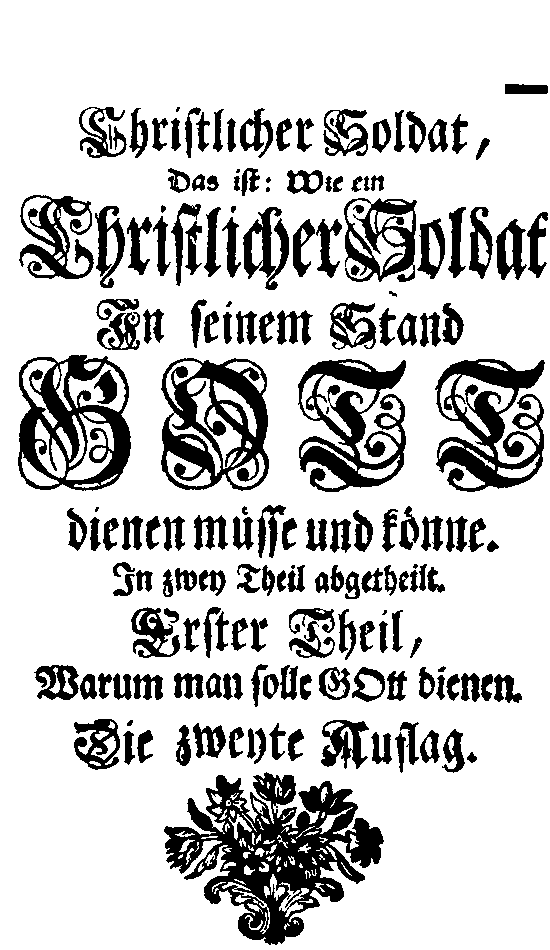 Christlicher Soldat,
Das ist: Wie ein
Christlicher Soldat
In seinem Stand
GOTT
dienen müsse und könne.
In zwey Theil abgetheilt.
Erster Theil,
Warum man solle GOtt dienen.
Die zweyte Auflag.